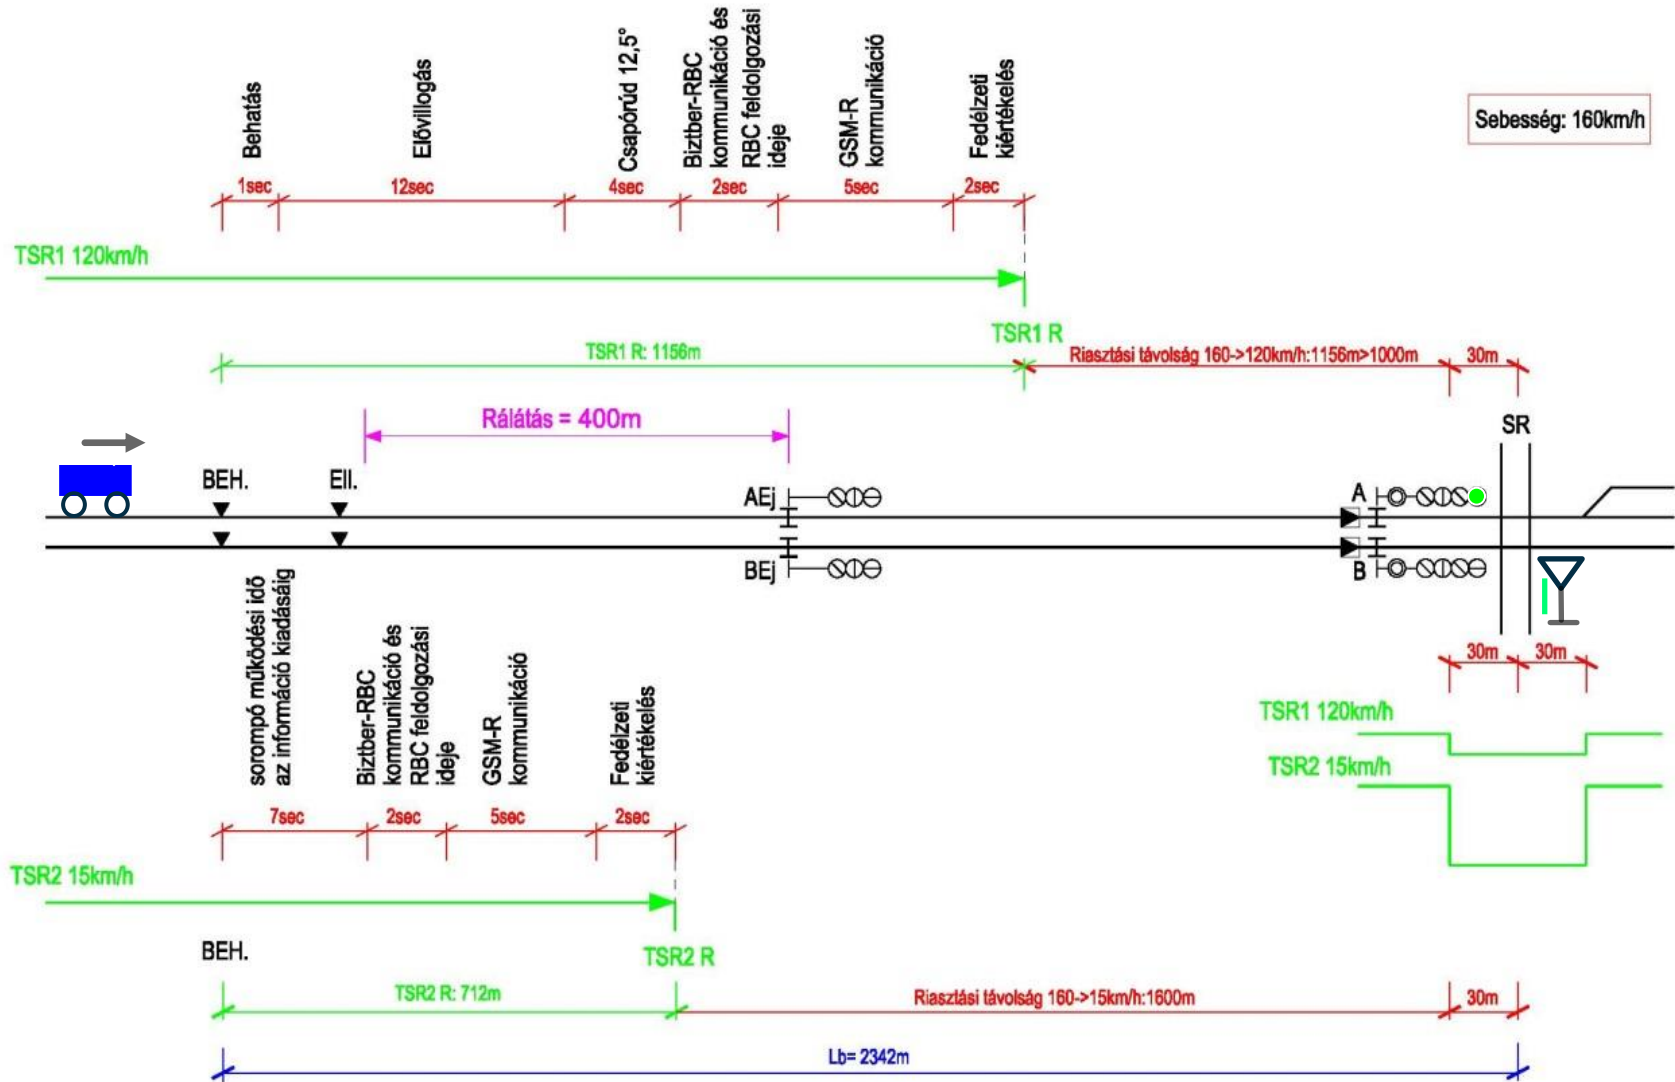 Behatás
Elővillogás
Csapórúd 12,5°
Biztber-RBC
kommunikáció és
RBC feldolgozási
ideje
GSM-R
kommunikáció
Fedélzeti
kiértékelés
Sebesség: 160km/h
1sec
12sec
4sec
2sec
5sec
2sec
TSR1 120km/h
TSR1 R
TSR1 R: 1156m
Riasztási távolság 160->120km/h:1156m>1000m
30m
Rálátás = 400m
SR
BEH.
Ell.
AEj
A
BEj
B
sorompó működési idő
az információ kiadásáig
Biztber-RBC
kommunikáció és
RBC feldolgozási
ideje
GSM-R
kommunikáció
Fedélzeti
kiértékelés
30m
30m
TSR1 120km/h
TSR2 15km/h
7sec
2sec
5sec
2sec
TSR2 15km/h
BEH.
TSR2 R
TSR2 R: 712m
Riasztási távolság 160->15km/h:1600m
30m
Lb= 2342m